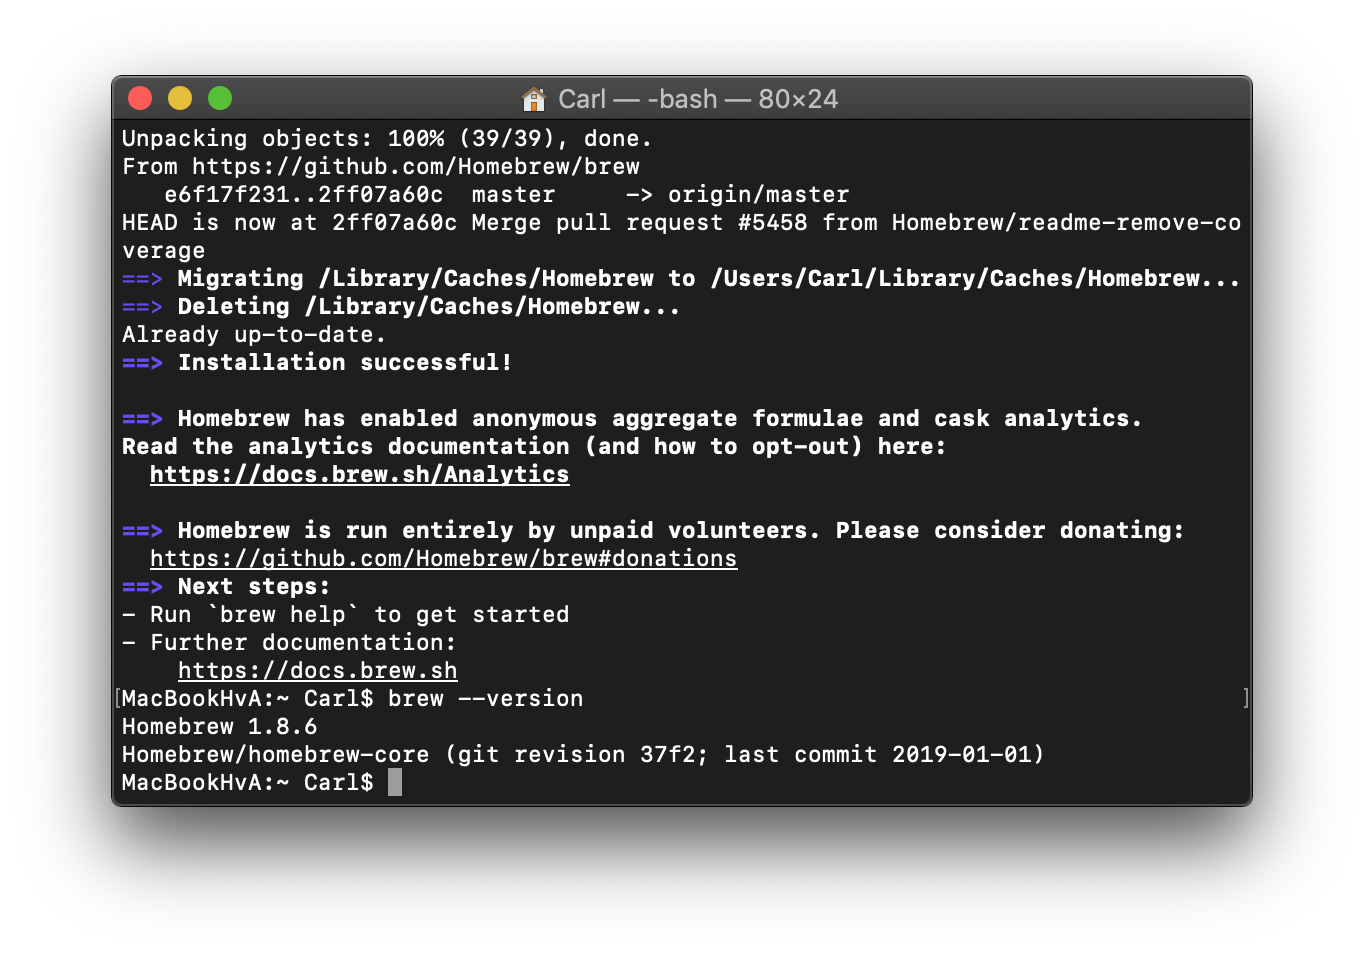 Carl — -bash — 80×24
Unpacking objects: 100% (39/39), done.
From https://github.com/Homebrew/brew
   e6f17f231..2ff07a60c  master     -> origin/master
HEAD is now at 2ff07a60c Merge pull request #5458 from Homebrew/readme-remove-co
verage
==> Migrating /Library/Caches/Homebrew to /Users/Carl/Library/Caches/Homebrew...
==> Deleting /Library/Caches/Homebrew...
Already up-to-date.
==> Installation successful!

==> Homebrew has enabled anonymous aggregate formulae and cask analytics.
Read the analytics documentation (and how to opt-out) here:
  https://docs.brew.sh/Analytics

==> Homebrew is run entirely by unpaid volunteers. Please consider donating:
  https://github.com/Homebrew/brew#donations
==> Next steps:
- Run `brew help` to get started
- Further documentation:
    https://docs.brew.sh
[MacBookHvA:~ Carl$ brew --version ]
Homebrew 1.8.6
Homebrew/homebrew-core (git revision 37f2; last commit 2019-01-01)
MacBookHvA:~ Carl$